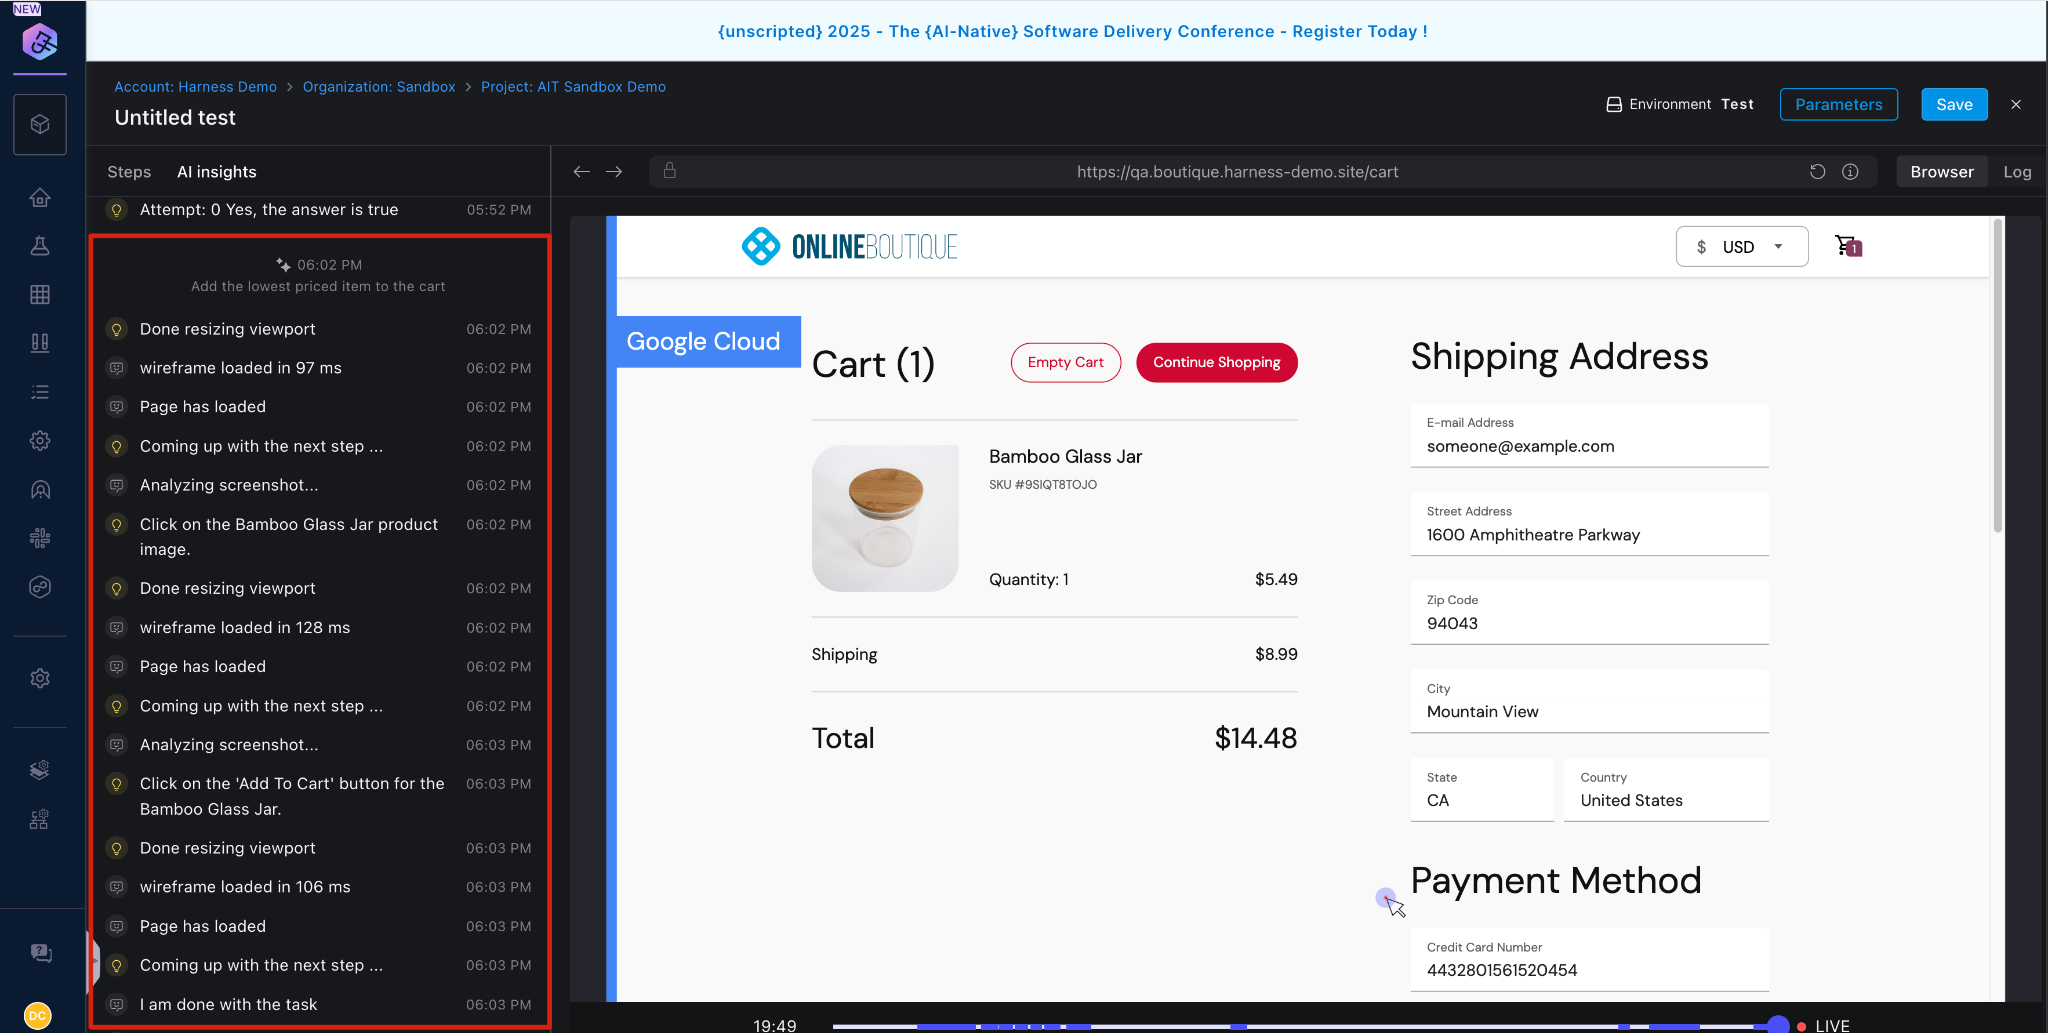 NEW
{unscripted} 2025 - The {AI-Native} Software Delivery Conference - Register Today !
Account: Harness Demo > Organization: Sandbox > Project: AIT Sandbox Demo
Untitled test
Environment Test
Parameters
Save
Steps AI insights
https://qa.boutique.harness-demo.site/cart
Browser Log
Attempt: 0 Yes, the answer is true 05:52 PM
06:02 PM
Add the lowest priced item to the cart
Done resizing viewport 06:02 PM
wireframe loaded in 97 ms 06:02 PM
Page has loaded 06:02 PM
Coming up with the next step ... 06:02 PM
Analyzing screenshot... 06:02 PM
Click on the Bamboo Glass Jar product 06:02 PM
image.
Done resizing viewport 06:02 PM
wireframe loaded in 128 ms 06:02 PM
Page has loaded 06:02 PM
Coming up with the next step ... 06:02 PM
Analyzing screenshot... 06:03 PM
Click on the 'Add To Cart' button for the 06:03 PM
Bamboo Glass Jar.
Done resizing viewport 06:03 PM
wireframe loaded in 106 ms 06:03 PM
Page has loaded 06:03 PM
Coming up with the next step ... 06:03 PM
I am done with the task 06:03 PM
DC
ONLINEBOUTIQUE
$ USD
1
Google Cloud
Cart (1)
Empty Cart
Continue Shopping
Bamboo Glass Jar
SKU #9SIQT8TOJO
Quantity: 1 $5.49
Shipping $8.99
Total $14.48
Shipping Address
E-mail Address
someone@example.com
Street Address
1600 Amphitheatre Parkway
Zip Code
94043
City
Mountain View
State
CA
Country
United States
Payment Method
Credit Card Number
4432801561520454
19:49
LIVE